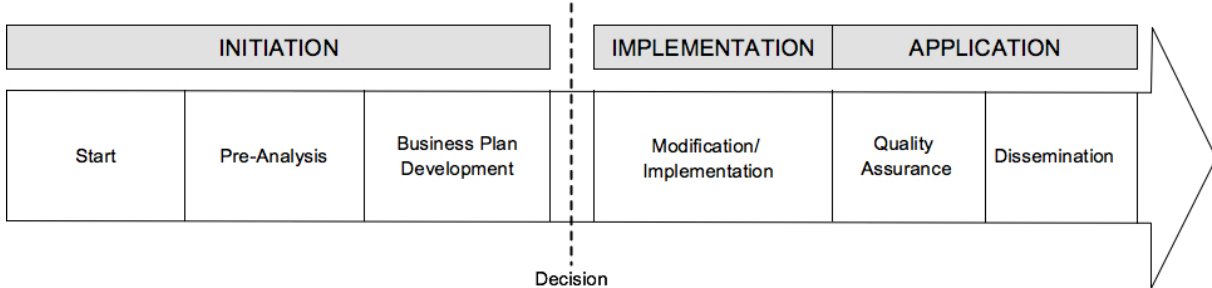 INITIATION
IMPLEMENTATION
APPLICATION
Start
Pre-Analysis
Business Plan
Development
Modification/
Implementation
Quality
Assurance
Dissemination
Decision